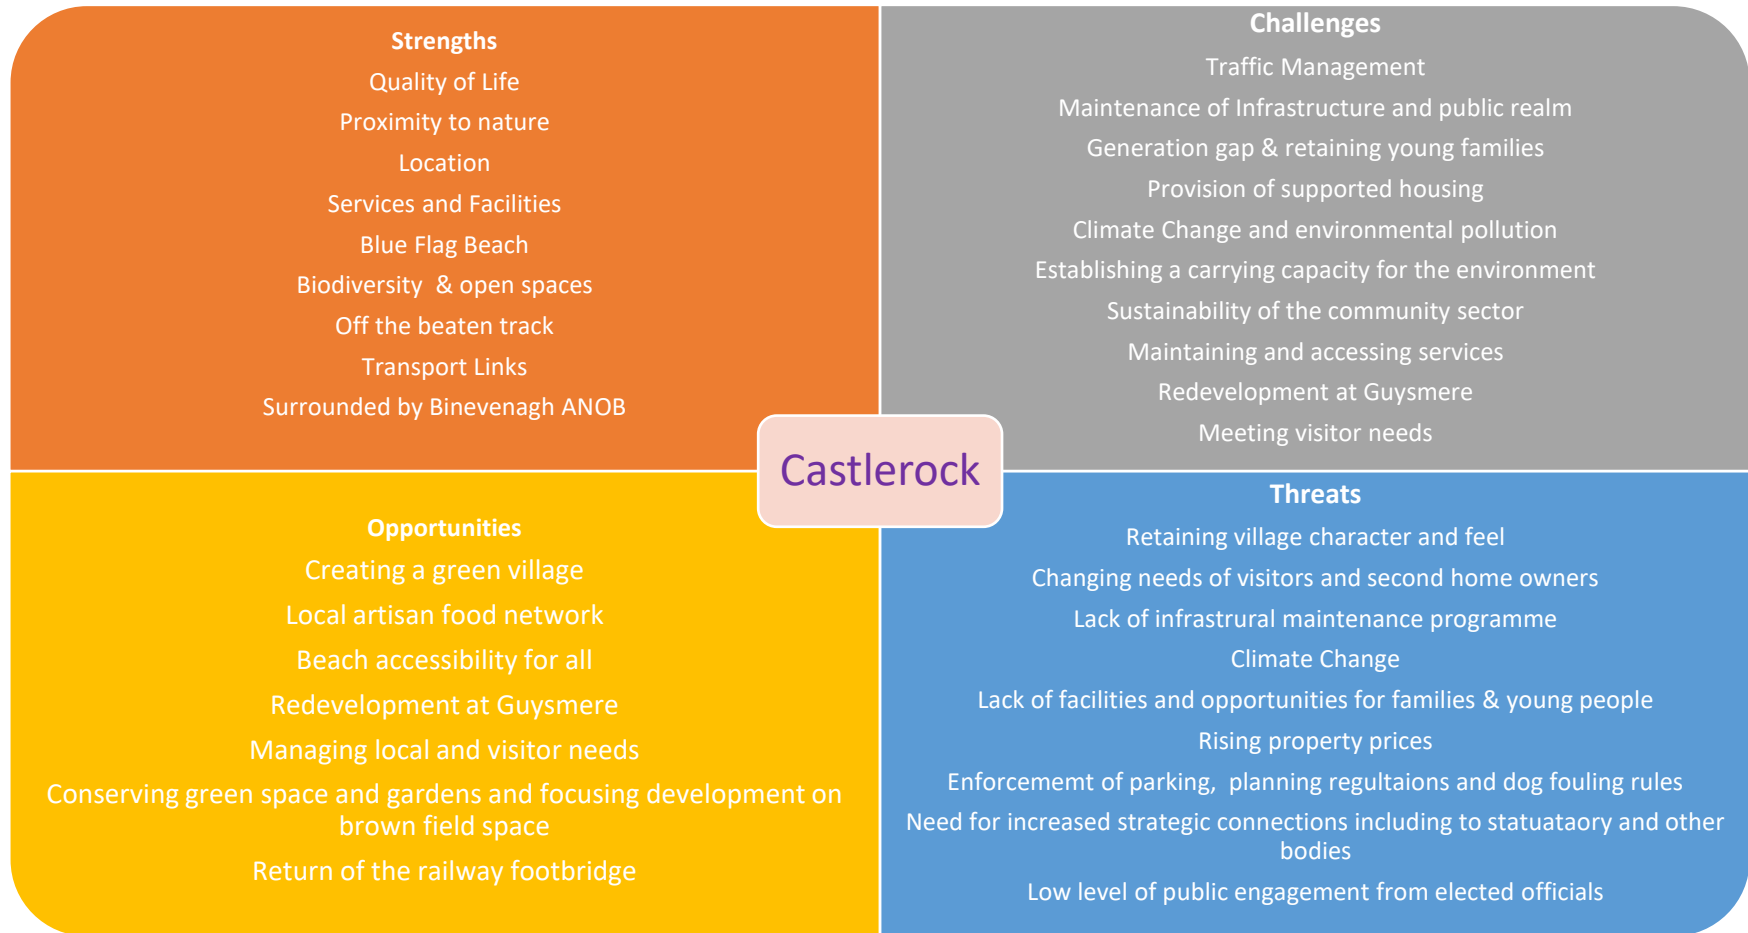 Strengths
Quality of Life
Proximity to nature
Location
Services and Facilities
Blue Flag Beach
Biodiversity  & open spaces
Off the beaten track
Transport Links
Surrounded by Binevenagh ANOB
Challenges
Traffic Management
Maintenance of Infrastructure and public realm
Generation gap & retaining young families
Provision of supported housing
Climate Change and environmental pollution
Establishing a carrying capacity for the environment
Sustainability of the community sector
Maintaining and accessing services
Redevelopment at Guysmere
Meeting visitor needs
Castlerock
Opportunities
Creating a green village
Local artisan food network
Beach accessibility for all
Redevelopment at Guysmere
Managing local and visitor needs
Conserving green space and gardens and focusing development on
brown field space
Return of the railway footbridge
Threats
Retaining village character and feel
Changing needs of visitors and second home owners
Lack of infrastrural maintenance programme
Climate Change
Lack of facilities and opportunities for families & young people
Rising property prices
Enforcememt of parking,  planning regultaions and dog fouling rules
Need for increased strategic connections including to statuataory and other
bodies
Low level of public engagement from elected officials